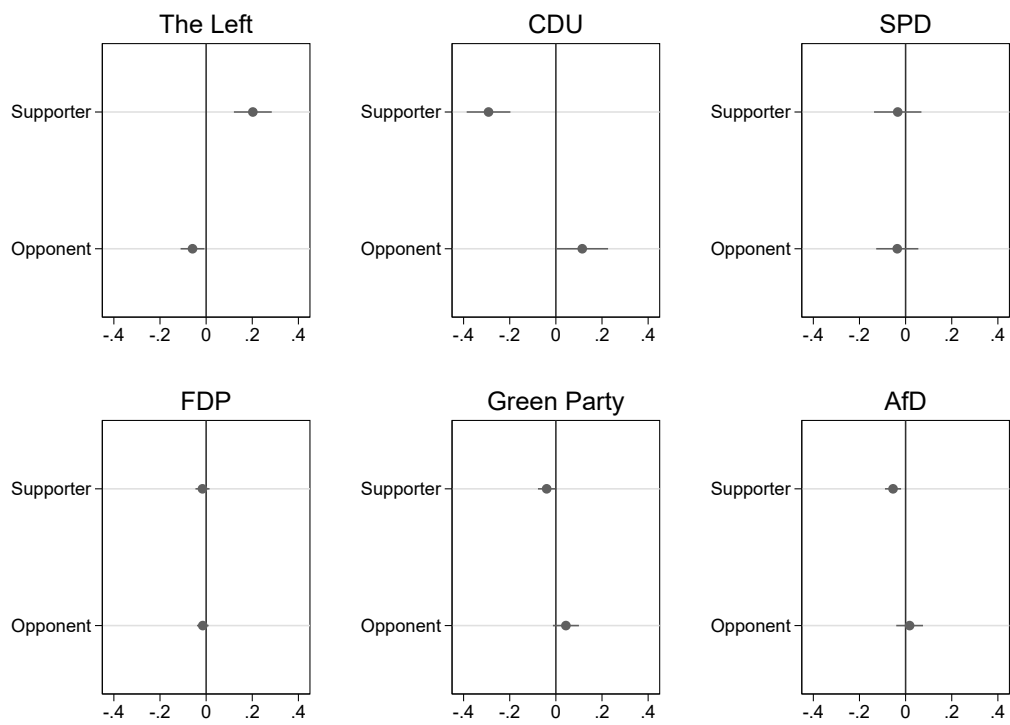 The Left
Supporter
Opponent
-.4 -.2 0 .2 .4
CDU
Supporter
Opponent
-.4 -.2 0 .2 .4
SPD
Supporter
Opponent
-.4 -.2 0 .2 .4
FDP
Supporter
Opponent
-.4 -.2 0 .2 .4
Green Party
Supporter
Opponent
-.4 -.2 0 .2 .4
AfD
Supporter
Opponent
-.4 -.2 0 .2 .4